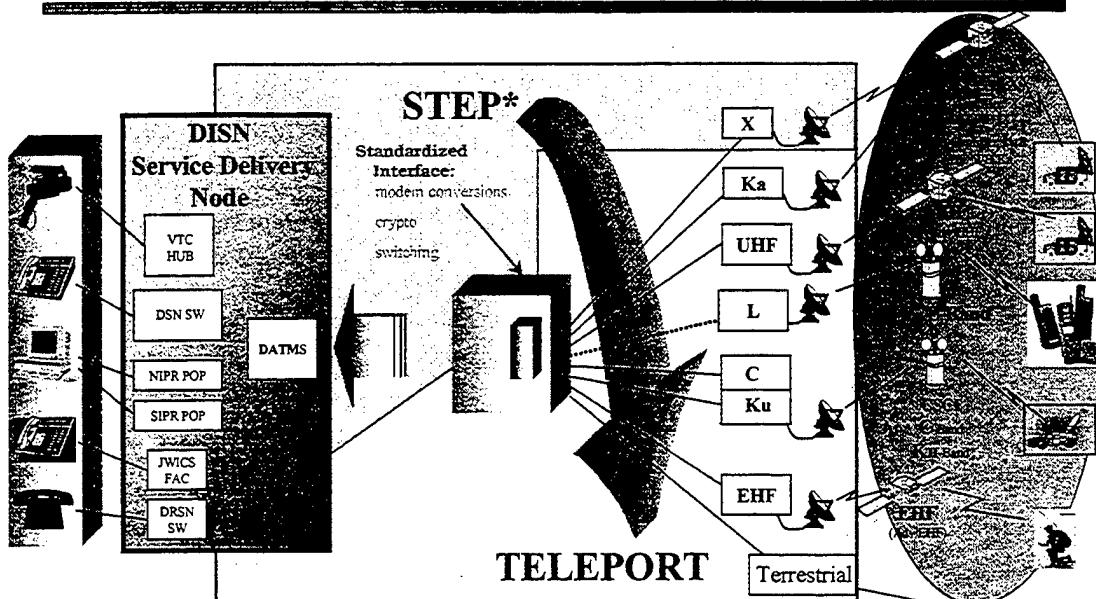 STEP*
DISN
Service Delivery
Node
Standardized
Interface:
modem conversions
crypto
switching
VTC
HUB
DSN SW
DATMS
NIPR POP
SIPR POP
JWICS
FAC
DRSN
SW
X
Ka
UHF
L
C
Ku
EHF
EHF
TELEPORT
Terrestrial